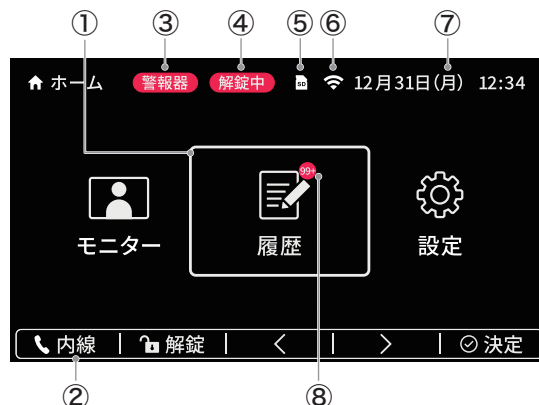 ① ③ ④ ⑤ ⑥ ⑦
ホーム 警報器 解錠中 SD 12月31日(月) 12:34
99+
モニター 履歴 設定
内線 解錠 < > 決定
② ⑧